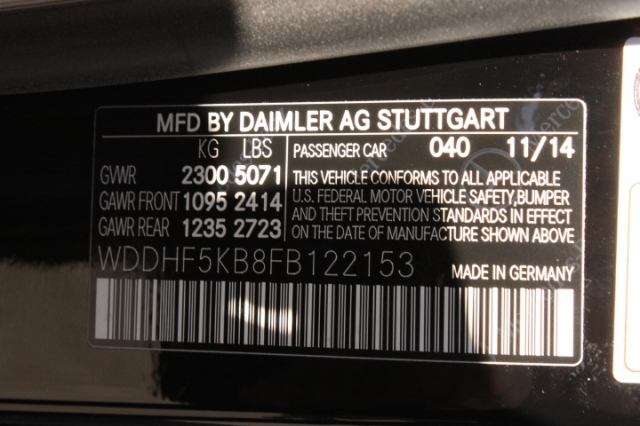 MFD BY DAIMLER AG STUTTGART
KG LBS
GVWR 2300 5071
GAWR FRONT 1095 2414
GAWR REAR 1235 2723
PASSENGER CAR 040 11/14
THIS VEHICLE CONFORMS TO ALL APPLICABLE
U.S. FEDERAL MOTOR VEHICLE SAFETY,BUMPER
AND THEFT PREVENTION STANDARDS IN EFFECT
ON THE DATE OF MANUFACTURE SHOWN ABOVE.
WDDHF5KB8FB122153
MADE IN GERMANY